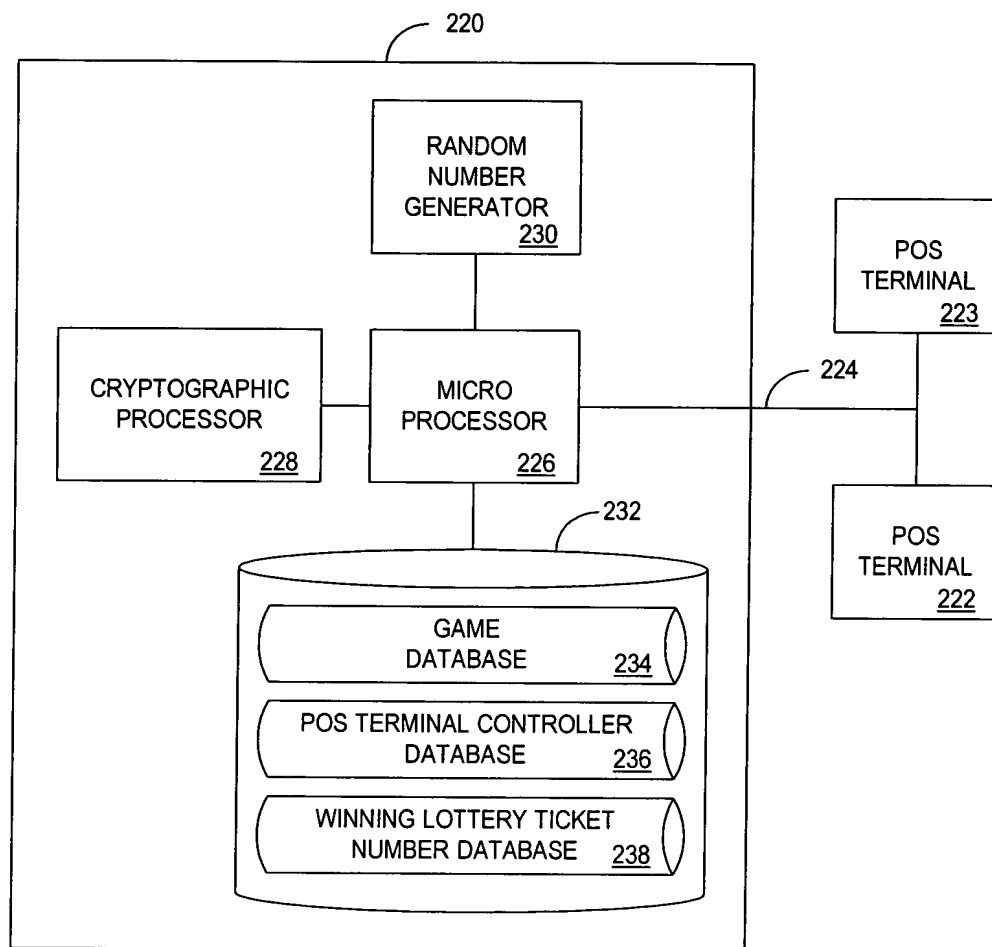 220
RANDOM
NUMBER
GENERATOR
230
POS
TERMINAL
223
CRYPTOGRAPHIC
PROCESSOR
228
MICRO
PROCESSOR
226
224
232
POS
TERMINAL
222
GAME
DATABASE
234
POS TERMINAL CONTROLLER
DATABASE
236
WINNING LOTTERY TICKET
NUMBER DATABASE
238